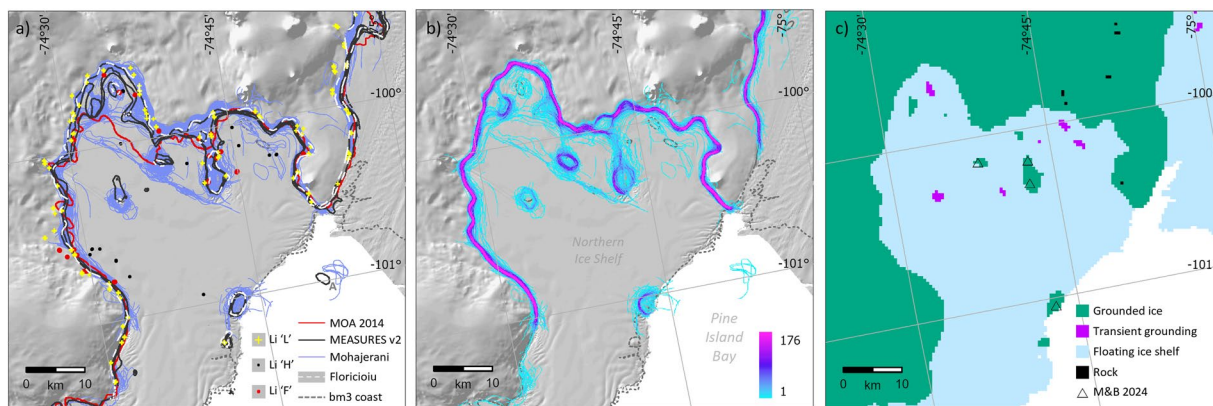 a)
-74°30'
-74°45'
-75°
-100°
-101°
A
A
MOA 2014
MEASURES v2
Mohajerani
Floricioiu
bm3 coast
Li 'L'
Li 'H'
Li 'F'
0 km 10
b)
-74°30'
-74°45'
-75°
-100°
-101°
Northern
Ice Shelf
Pine
Island
Bay
176
1
0 km 10
c)
-74°30'
-74°45'
-75°
-100°
-101°
Grounded ice
Transient grounding
Floating ice shelf
Rock
M&B 2024
0 km 10